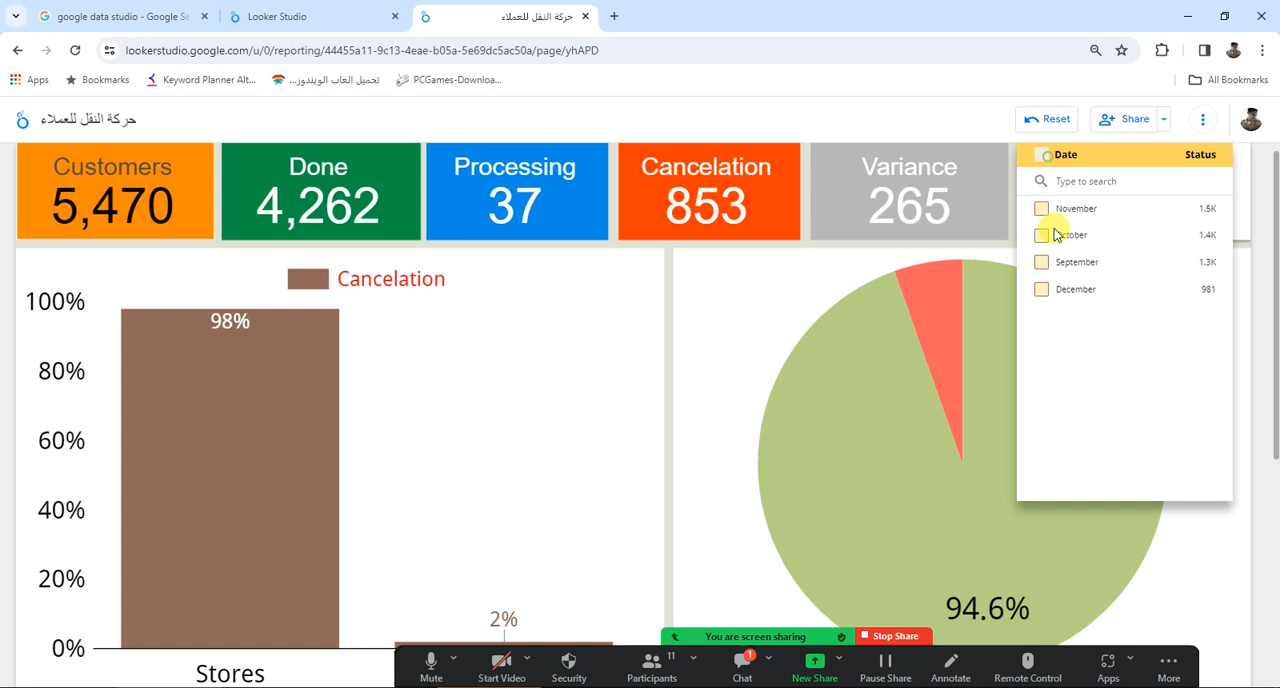 google data studio - Google Se
Looker Studio
حركة النقل للعملاء
lookerstudio.google.com/u/0/reporting/44455a11-9c13-4eae-b05a-5e69dc5ac50a/page/yhAPD
Apps
Bookmarks
Keyword Planner Alt...
تحميل العاب الويندوز...
PCGames-Downloa...
All Bookmarks
حركة النقل للعملاء
Reset
Share
Customers
5,470
Done
4,262
Processing
37
Cancelation
853
Variance
265
Date
Status
Type to search
November
1.5K
October
1.4K
September
1.3K
December
981
Cancelation
100%
80%
60%
40%
20%
0%
98%
2%
Stores
94.6%
You are screen sharing
Stop Share
Mute
Start Video
Security
Participants
11
Chat
1
New Share
Pause Share
Annotate
Remote Control
Apps
More